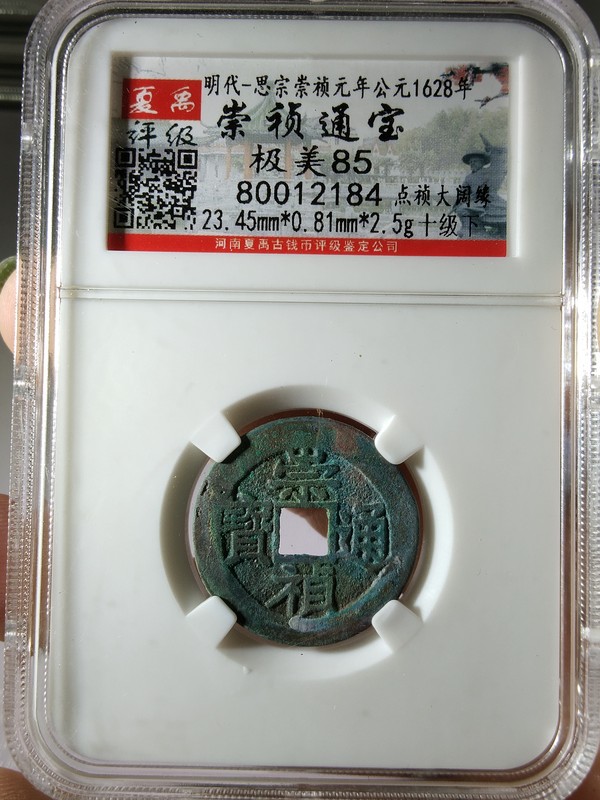 夏禹
评级
明代-思宗崇祯元年公元1628年
崇祯通宝
极美85
80012184 点祯大阔缘
23.45mm*0.81mm*2.5g 十级下
河南夏禹古钱币评级鉴定公司
崇禎通寶